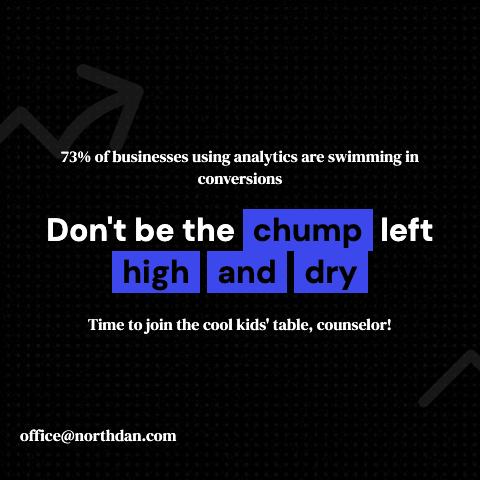 73% of businesses using analytics are swimming in
conversions
Don't be the chump left
high and dry
Time to join the cool kids' table, counselor!
office@northdan.com